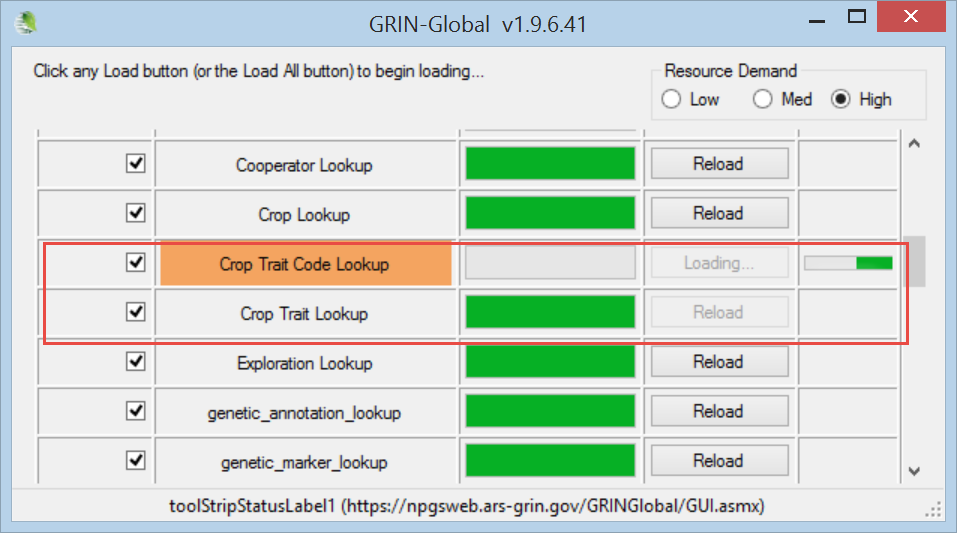 GRIN-Global v1.9.6.41
Click any Load button (or the Load All button) to begin loading...
Resource Demand
Low Med High
Cooperator Lookup Reload
Crop Lookup Reload
Crop Trait Code Lookup Loading...
Crop Trait Lookup Reload
Exploration Lookup Reload
genetic_annotation_lookup Reload
genetic_marker_lookup Reload
toolStripStatusLabel1 (https://npgsweb.ars-grin.gov/GRINGlobal/GUI.asmx)